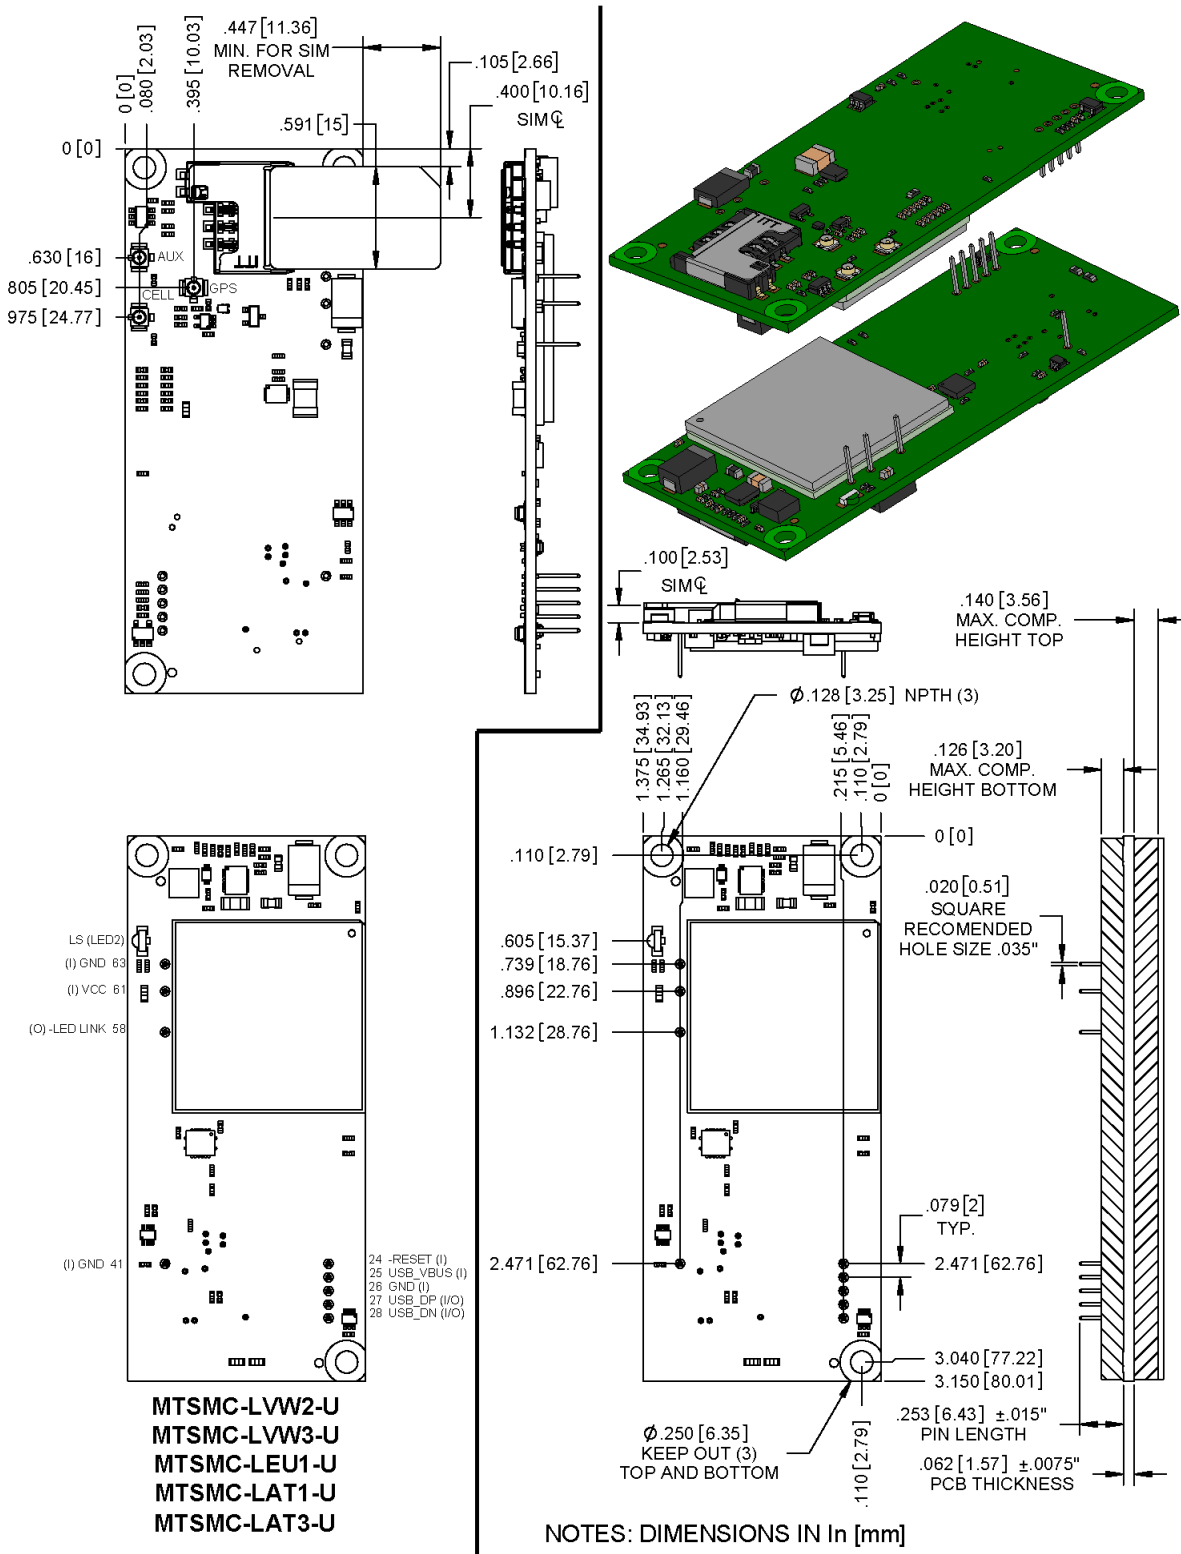 0 [0]
.080 [2.03]
.395 [10.03]
.447 [11.36]
MIN. FOR SIM
REMOVAL
.105 [2.66]
.400 [10.16]
SIM ℄
.591 [15]
0 [0]
.630 [16]
805 [20.45]
975 [24.77]
AUX
CELL
GPS
.100 [2.53]
SIM ℄
.140 [3.56]
MAX. COMP.
HEIGHT TOP
Ø.128 [3.25] NPTH (3)
1.375 [34.93]
1.265 [32.13]
1.160 [29.46]
.215 [5.46]
.110 [2.79]
0 [0]
.126 [3.20]
MAX. COMP.
HEIGHT BOTTOM
0 [0]
.110 [2.79]
.020 [0.51]
SQUARE
RECOMENDED
HOLE SIZE .035"
.605 [15.37]
.739 [18.76]
.896 [22.76]
1.132 [28.76]
LS (LED2)
(I) GND 63
(I) VCC 61
(O) -LED LINK 58
(I) GND 41
24 -RESET (I)
25 USB_VBUS (I)
26 GND (I)
27 USB_DP (I/O)
28 USB_DN (I/O)
.079 [2]
TYP.
2.471 [62.76]
2.471 [62.76]
3.040 [77.22]
3.150 [80.01]
.253 [6.43] ±.015"
PIN LENGTH
.062 [1.57] ±.0075"
PCB THICKNESS
Ø.250 [6.35]
KEEP OUT (3)
TOP AND BOTTOM
.110 [2.79]
MTSMC-LVW2-U
MTSMC-LVW3-U
MTSMC-LEU1-U
MTSMC-LAT1-U
MTSMC-LAT3-U
NOTES: DIMENSIONS IN In [mm]